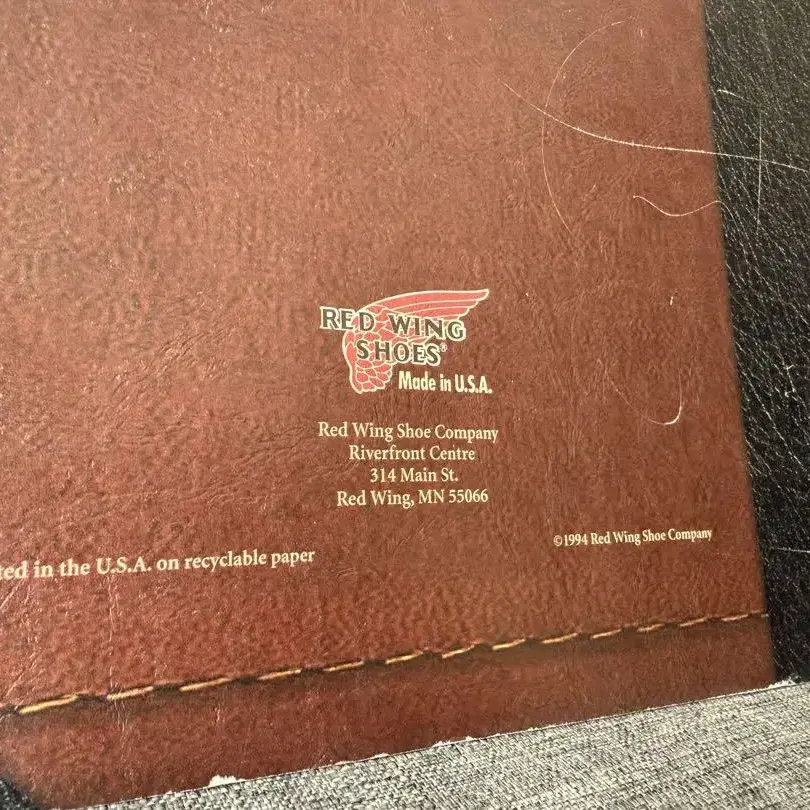 RED WING
SHOES®
Made in U.S.A.
Red Wing Shoe Company
Riverfront Centre
314 Main St.
Red Wing, MN 55066
©1994 Red Wing Shoe Company
in the U.S.A. on recyclable paper